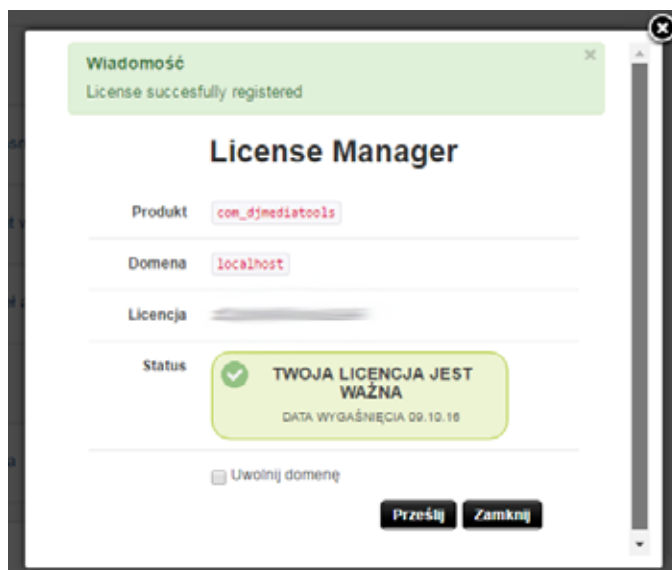 Wiadomość
License succesfully registered
License Manager
Produkt com_djmediatools
Domena localhost
Licencja
Status
TWOJA LICENCJA JEST
WAŻNA
DATA WYGAŚNIĘCIA 09.10.16
Uwolnij domenę
Prześlij Zamknij